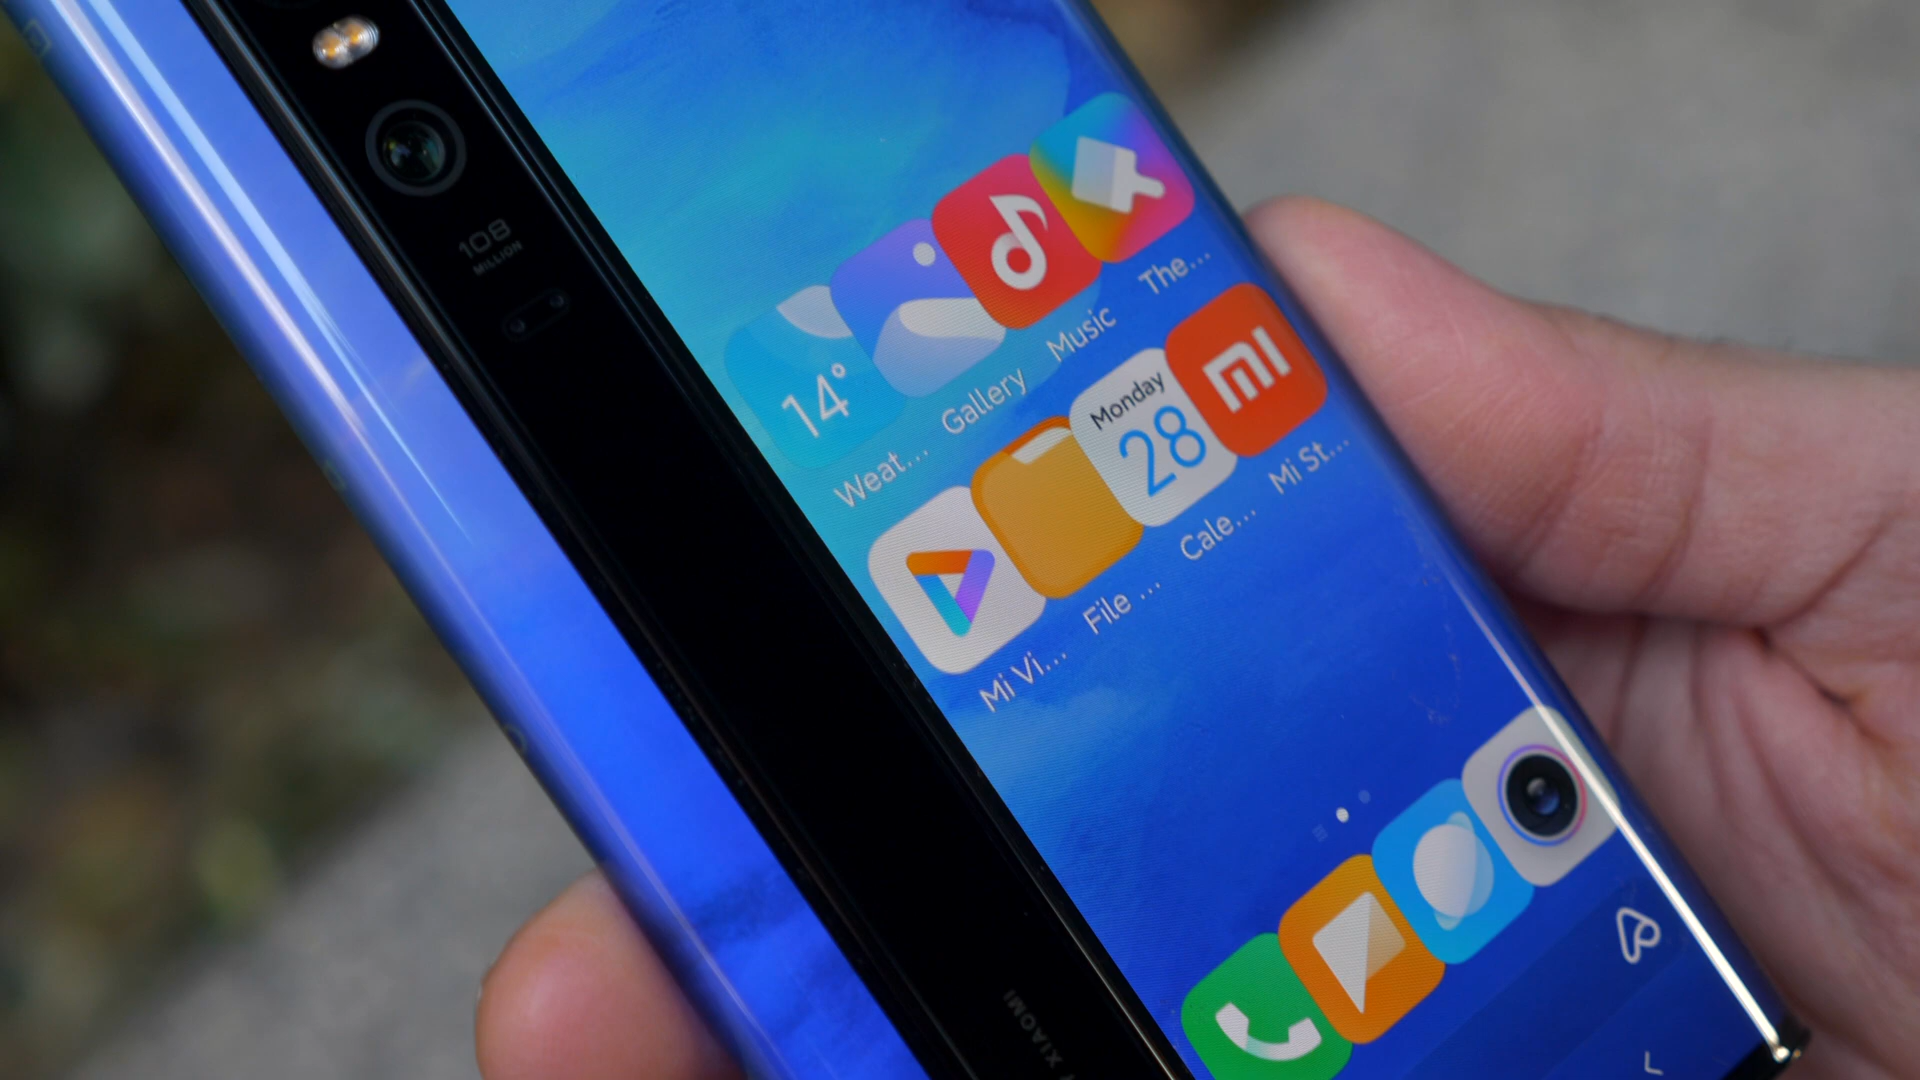 108
MILLION
14°
Weat...
Gallery
Music
The...
Mi Vi...
File ...
Monday
28
Cale...
mi
Mi St...
XIAOMI